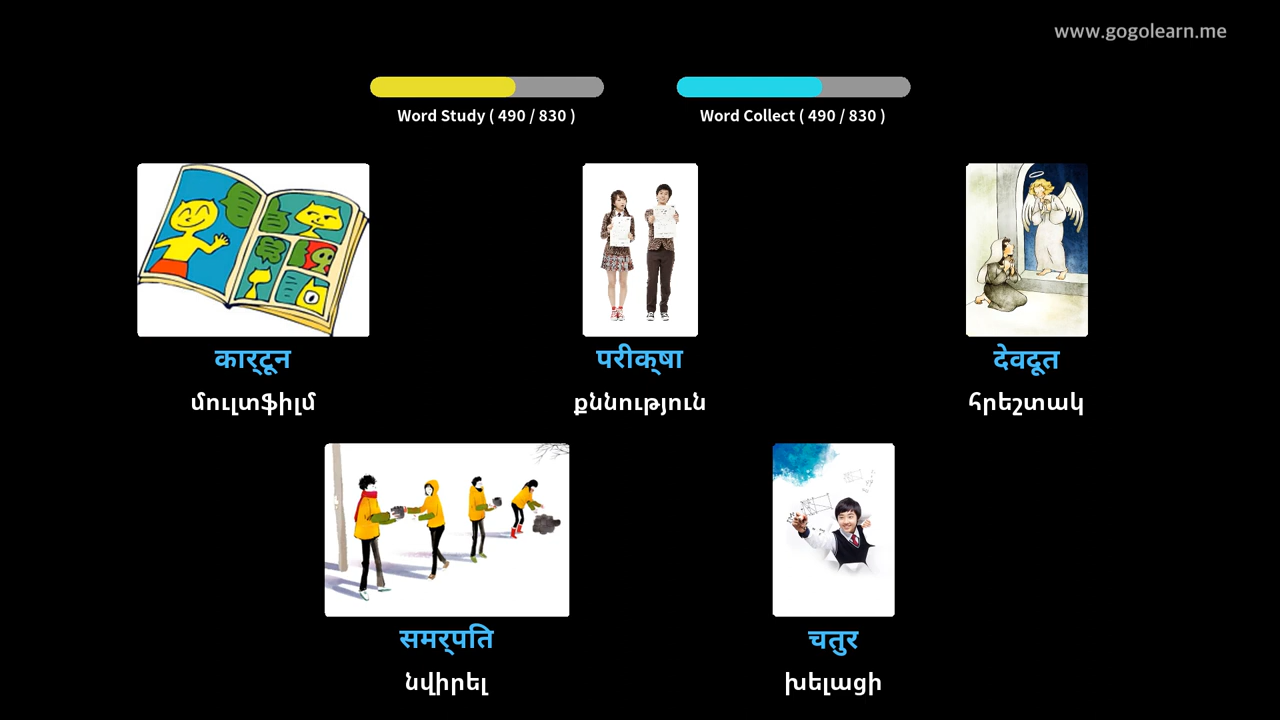 www.gogolearn.me
Word Study ( 490 / 830 )
Word Collect ( 490 / 830 )
कार्टून
परीक्षा
देवदूत
մուլտֆիլմ
քննություն
հրեշտակ
समर्पति
चतुर
նվիրել
խելացի